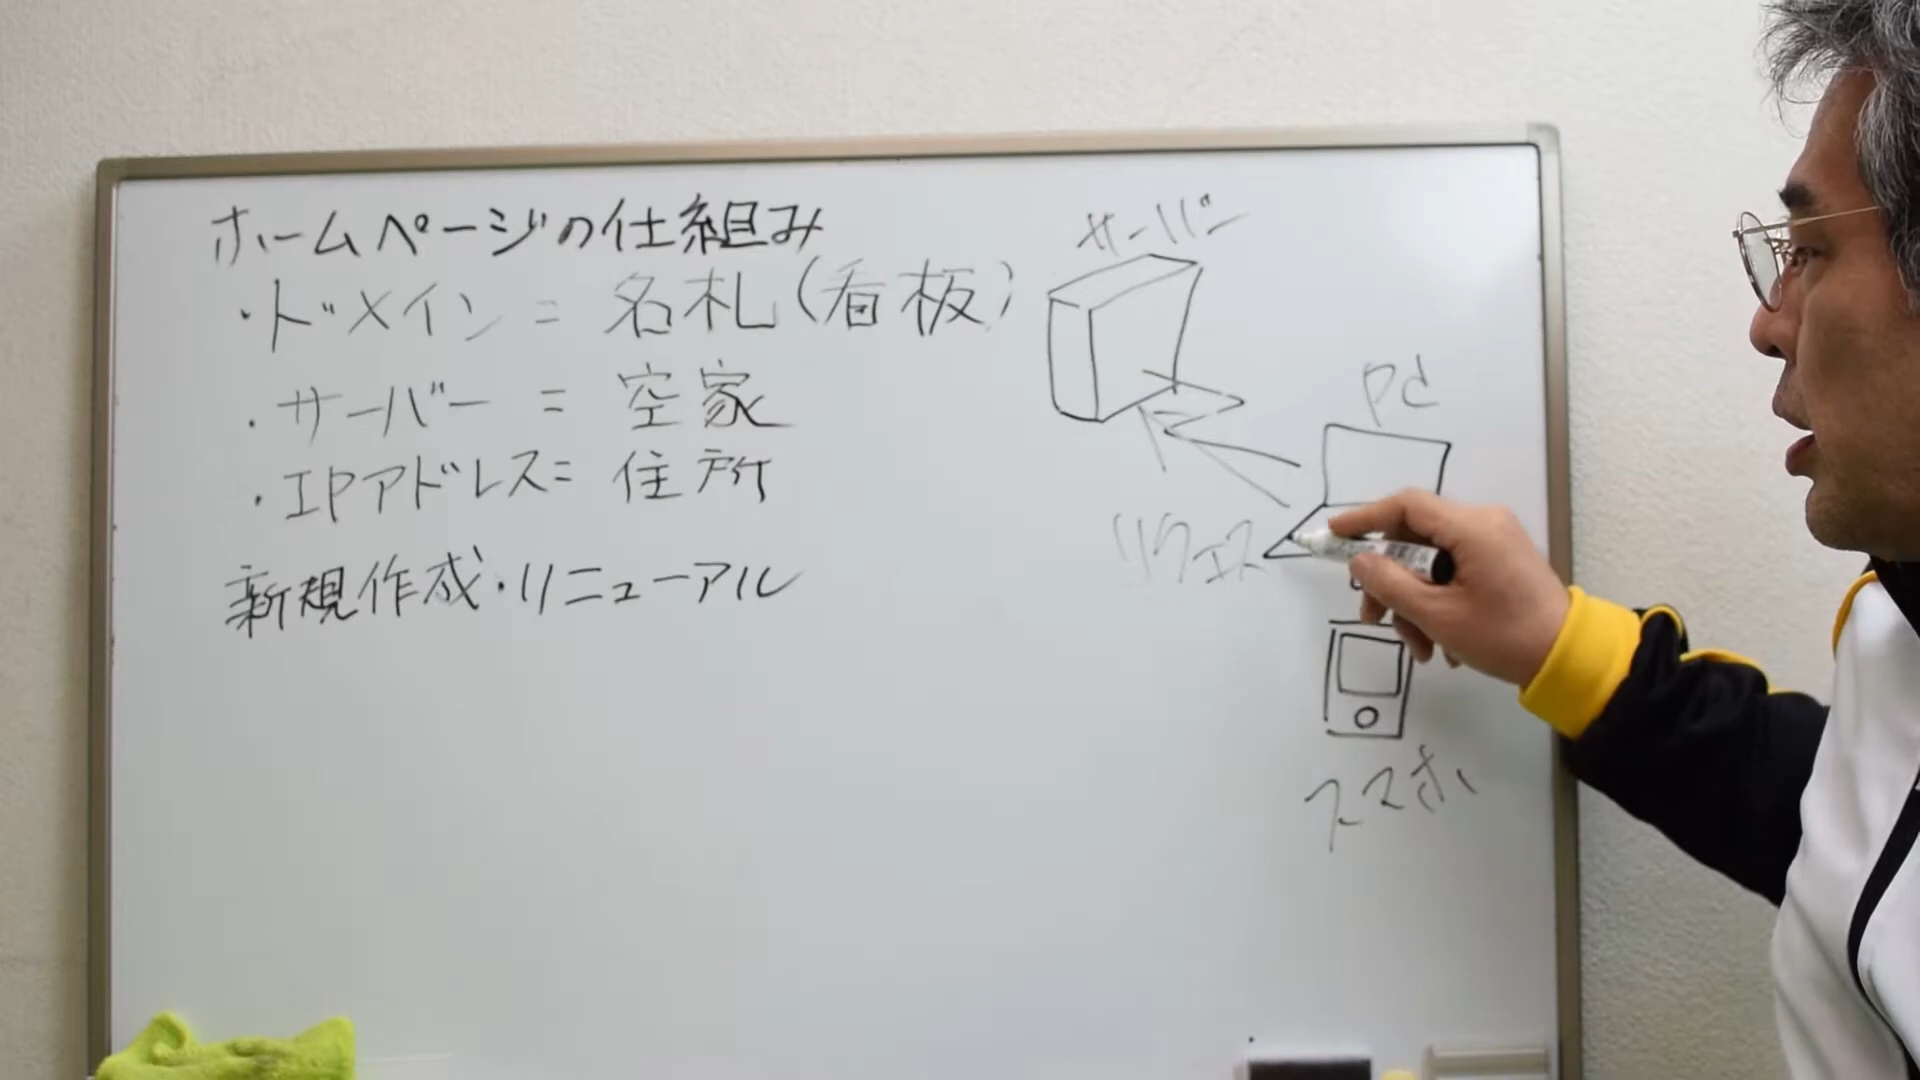 ホームページの仕組み
・ドメイン = 名札(看板)
・サーバー = 空家
・IPアドレス= 住所
新規作成・リニューアル
サーバー
PC
リクエス
スマホ